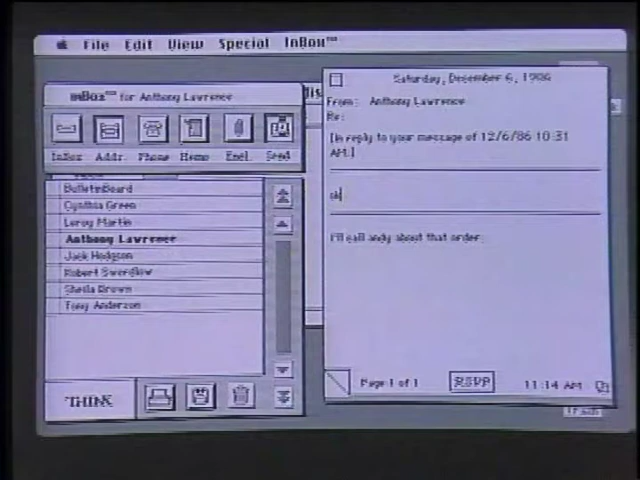 File Edit View Special InBox™
InBox™ for Anthony Lawrence
InBox Addr. Phone Memo Encl. Send
BulletinBoard
Cynthia Green
Leroy Martin
Anthony Lawrence
Jack Hodgson
Robert Swerdlow
Sheila Brown
Tony Anderson
THINK
Saturday, December 6, 1986
From: Anthony Lawrence
Re:
[In reply to your message of 12/6/86 10:31
AM.]
ok
I'll call andy about that order.
Page 1 of 1
RSVP
11:14 AM
Trash